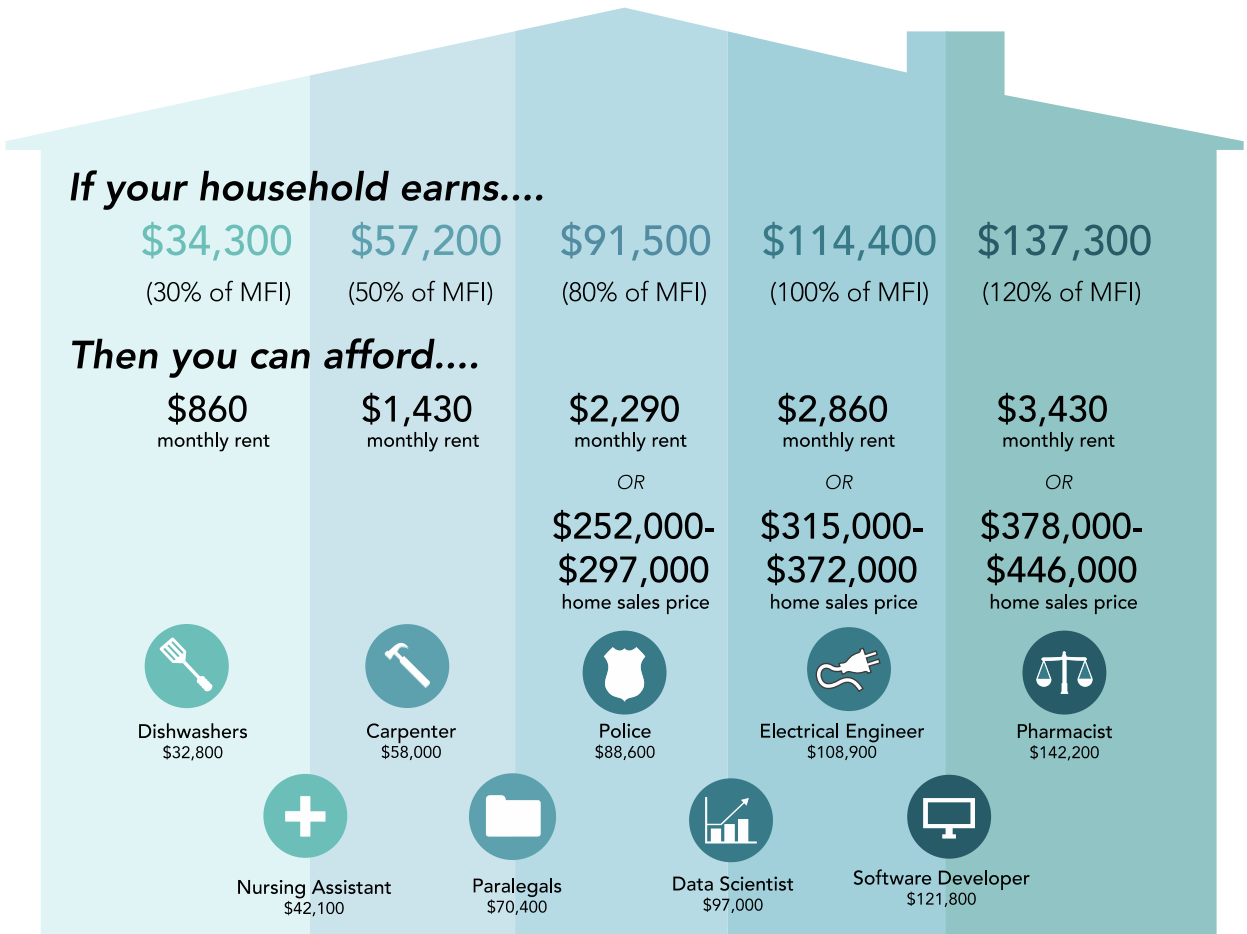 If your household earns....
$34,300 $57,200 $91,500 $114,400 $137,300
(30% of MFI) (50% of MFI) (80% of MFI) (100% of MFI) (120% of MFI)
Then you can afford....
$860 $1,430 $2,290 $2,860 $3,430
monthly rent monthly rent monthly rent monthly rent monthly rent
OR OR OR
$252,000- $315,000- $378,000-
$297,000 $372,000 $446,000
home sales price home sales price home sales price
Dishwashers Carpenter Police Electrical Engineer Pharmacist
$32,800 $58,000 $88,600 $108,900 $142,200
Nursing Assistant Paralegals Data Scientist Software Developer
$42,100 $70,400 $97,000 $121,800